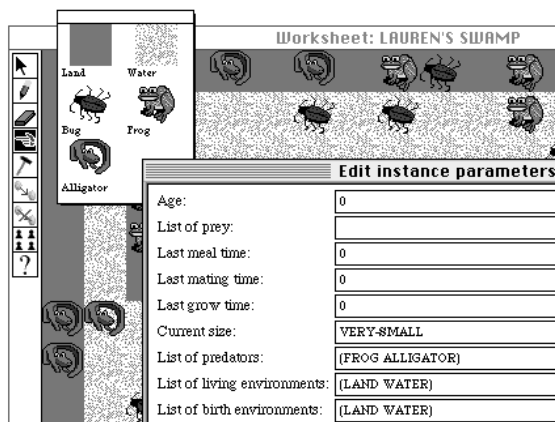 Worksheet: LAUREN'S SWAMP
Land Water
Bug Frog
Alligator
?
Edit instance parameters
Age: 0
List of prey:
Last meal time: 0
Last mating time: 0
Last grow time: 0
Current size: VERY-SMALL
List of predators: (FROG ALLIGATOR)
List of living environments: (LAND WATER)
List of birth environments: (LAND WATER)